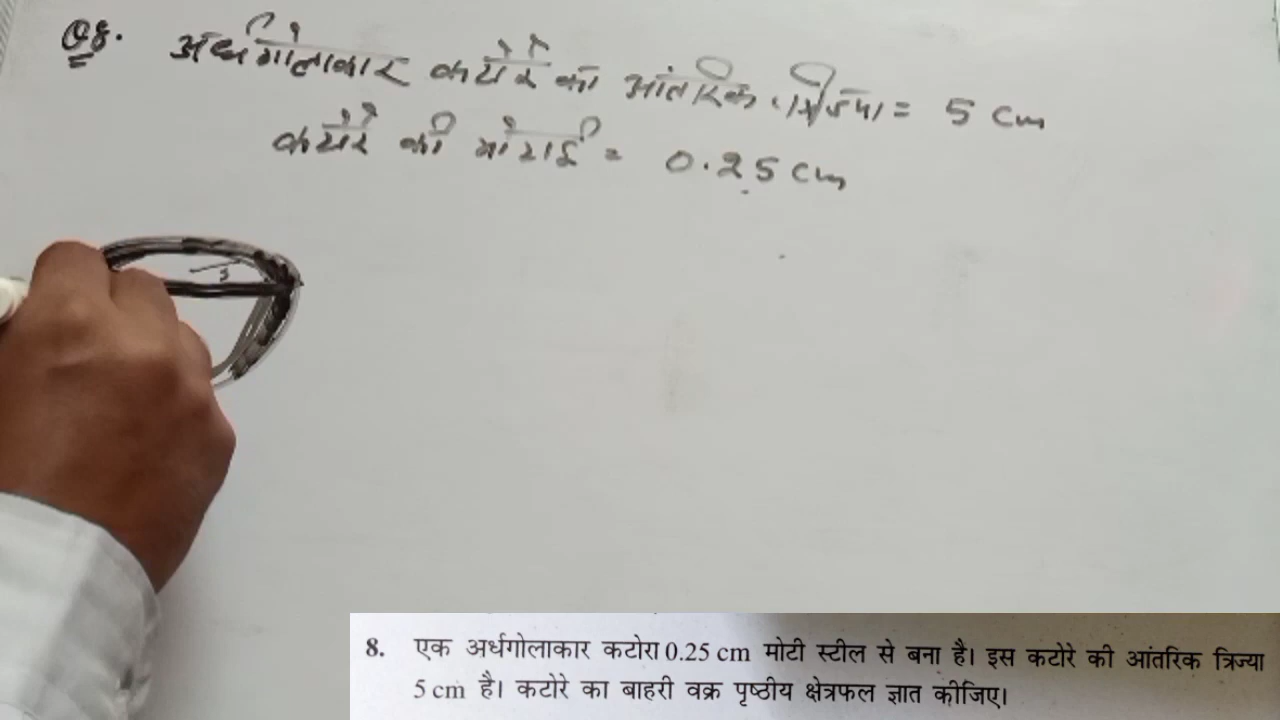 Q8. अर्धगोलाकार कटोरे की आंतरिक त्रिज्या = 5 cm
कटोरे की मोटाई = 0.25 cm
5
8. एक अर्धगोलाकार कटोरा 0.25 cm मोटी स्टील से बना है। इस कटोरे की आंतरिक त्रिज्या
5 cm है। कटोरे का बाहरी वक्र पृष्ठीय क्षेत्रफल ज्ञात कीजिए।